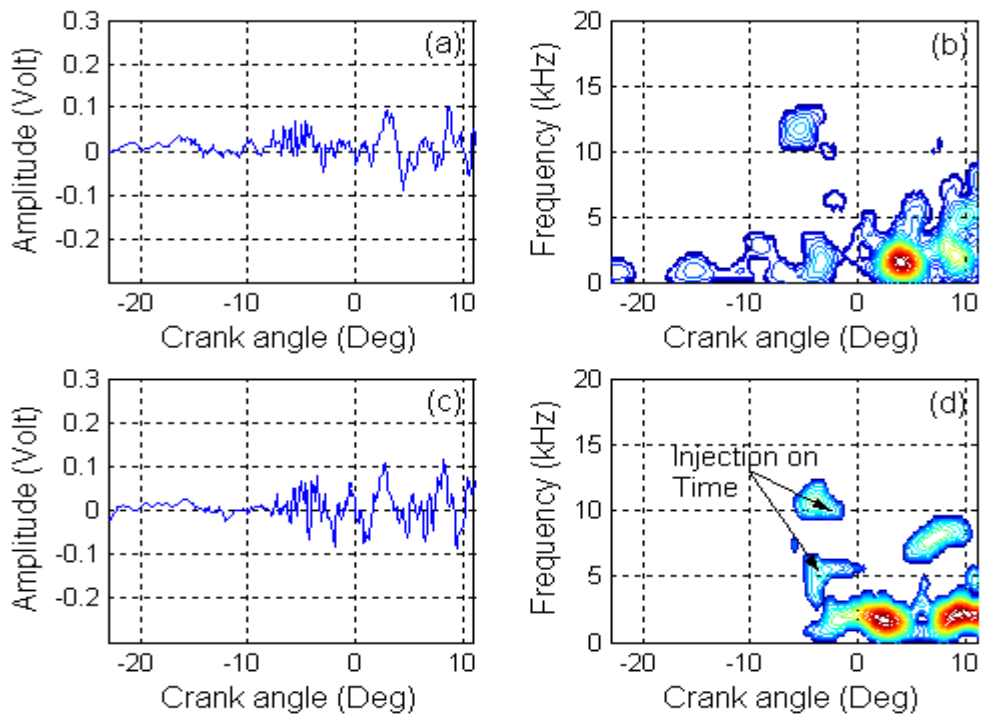 0.3
0.2
0.1
0
-0.1
-0.2
-20
-10
0
10
Amplitude (Volt)
Crank angle (Deg)
(a)
20
15
10
5
0
-20
-10
0
10
Frequency (kHz)
Crank angle (Deg)
(b)
0.3
0.2
0.1
0
-0.1
-0.2
-20
-10
0
10
Amplitude (Volt)
Crank angle (Deg)
(c)
20
15
10
5
0
-20
-10
0
10
Frequency (kHz)
Crank angle (Deg)
(d)
Injection on
Time